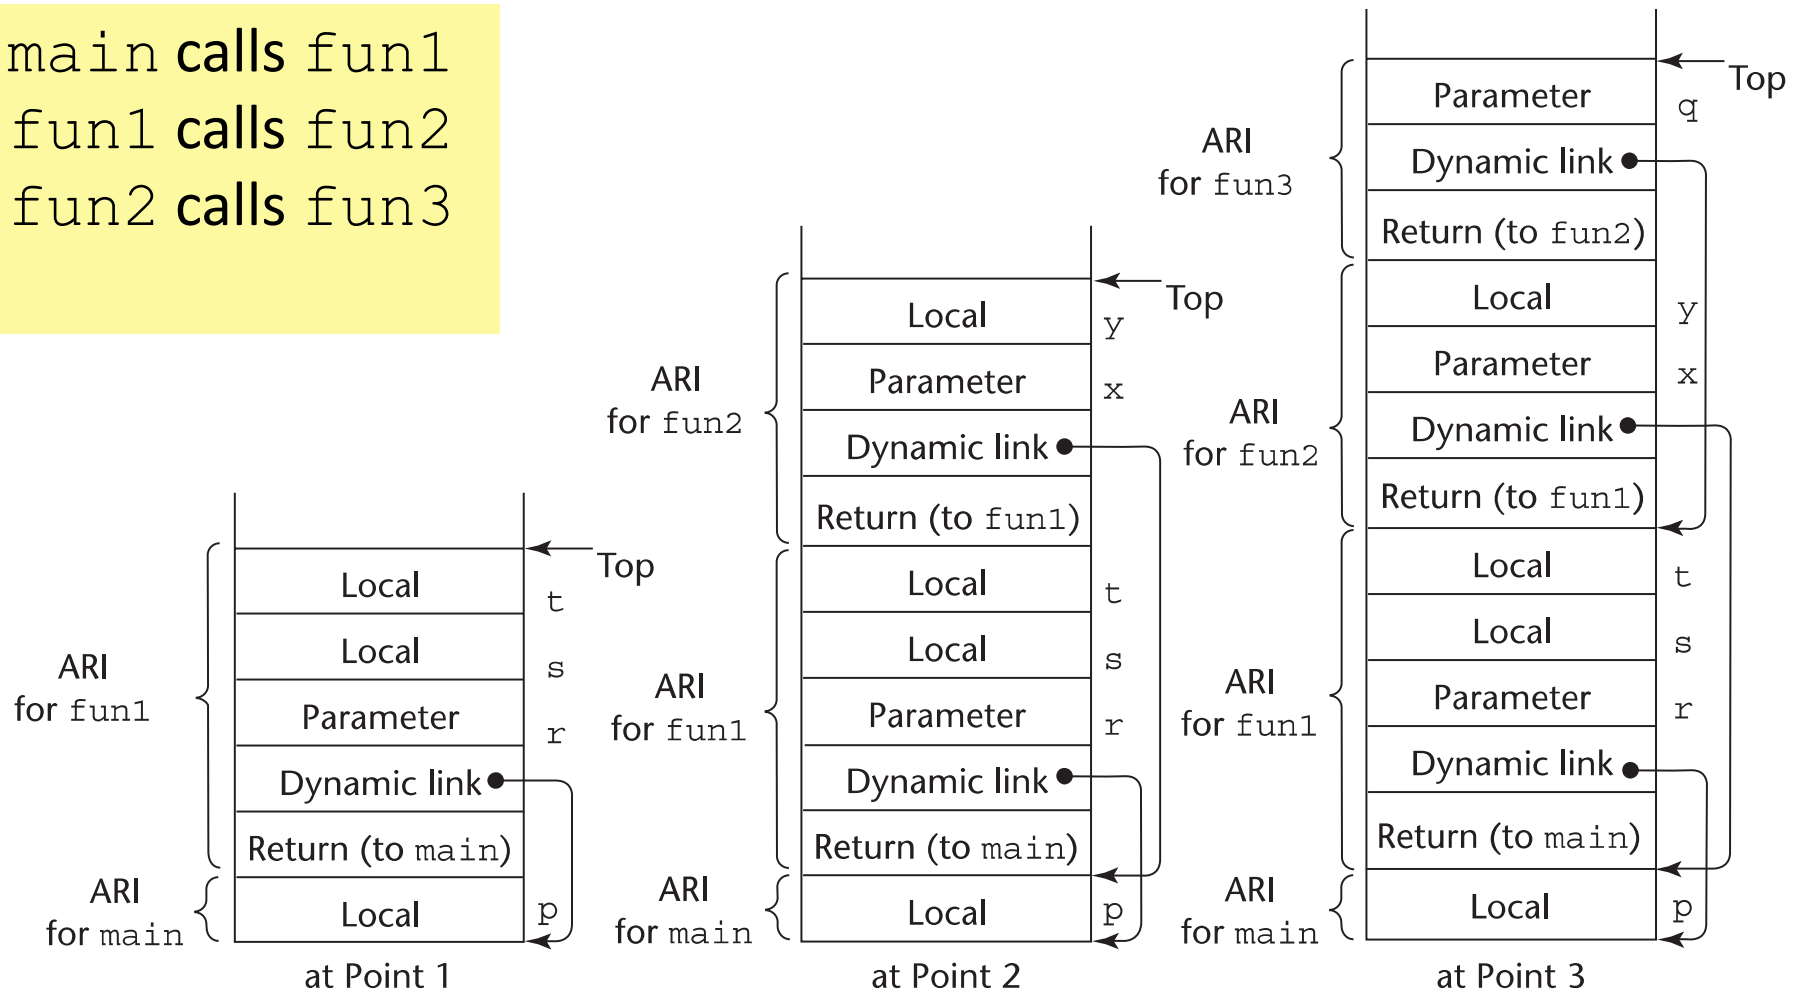 main calls fun1
fun1 calls fun2
fun2 calls fun3
ARI
for fun1
ARI
for main
Top
Local
t
Local
s
Parameter
r
Dynamic link
Return (to main)
Local
p
at Point 1
ARI
for fun2
ARI
for fun1
ARI
for main
Top
Local
y
Parameter
x
Dynamic link
Return (to fun1)
Local
t
Local
s
Parameter
r
Dynamic link
Return (to main)
Local
p
at Point 2
ARI
for fun3
ARI
for fun2
ARI
for fun1
ARI
for main
Top
Parameter
q
Dynamic link
Return (to fun2)
Local
y
Parameter
x
Dynamic link
Return (to fun1)
Local
t
Local
s
Parameter
r
Dynamic link
Return (to main)
Local
p
at Point 3